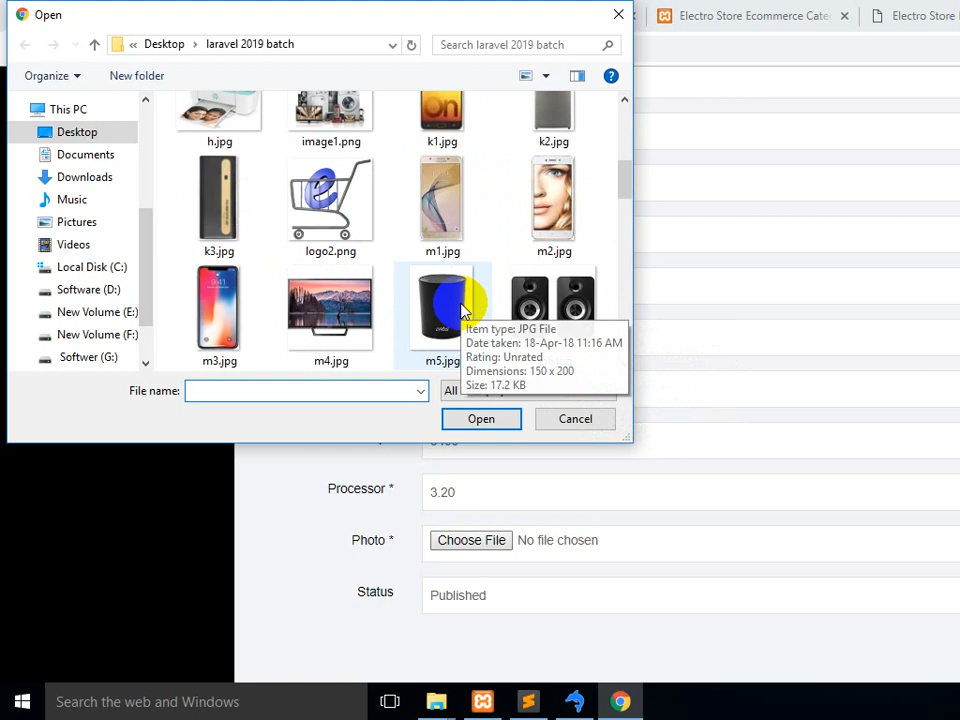 Open
Electro Store Ecommerce Cate
Electro Store
Desktop
laravel 2019 batch
Search laravel 2019 batch
Organize
New folder
This PC
Desktop
Documents
Downloads
Music
Pictures
Videos
Local Disk (C:)
Software (D:)
New Volume (E:)
New Volume (F:)
Softwer (G:)
h.jpg
image1.png
k1.jpg
k2.jpg
k3.jpg
logo2.png
m1.jpg
m2.jpg
m3.jpg
m4.jpg
m5.jpg
Item type: JPG File
Date taken: 18-Apr-18 11:16 AM
Rating: Unrated
Dimensions: 150 x 200
Size: 17.2 KB
File name:
All
Open
Cancel
Processor *
3.20
Photo *
Choose File
No file chosen
Status
Published
Search the web and Windows